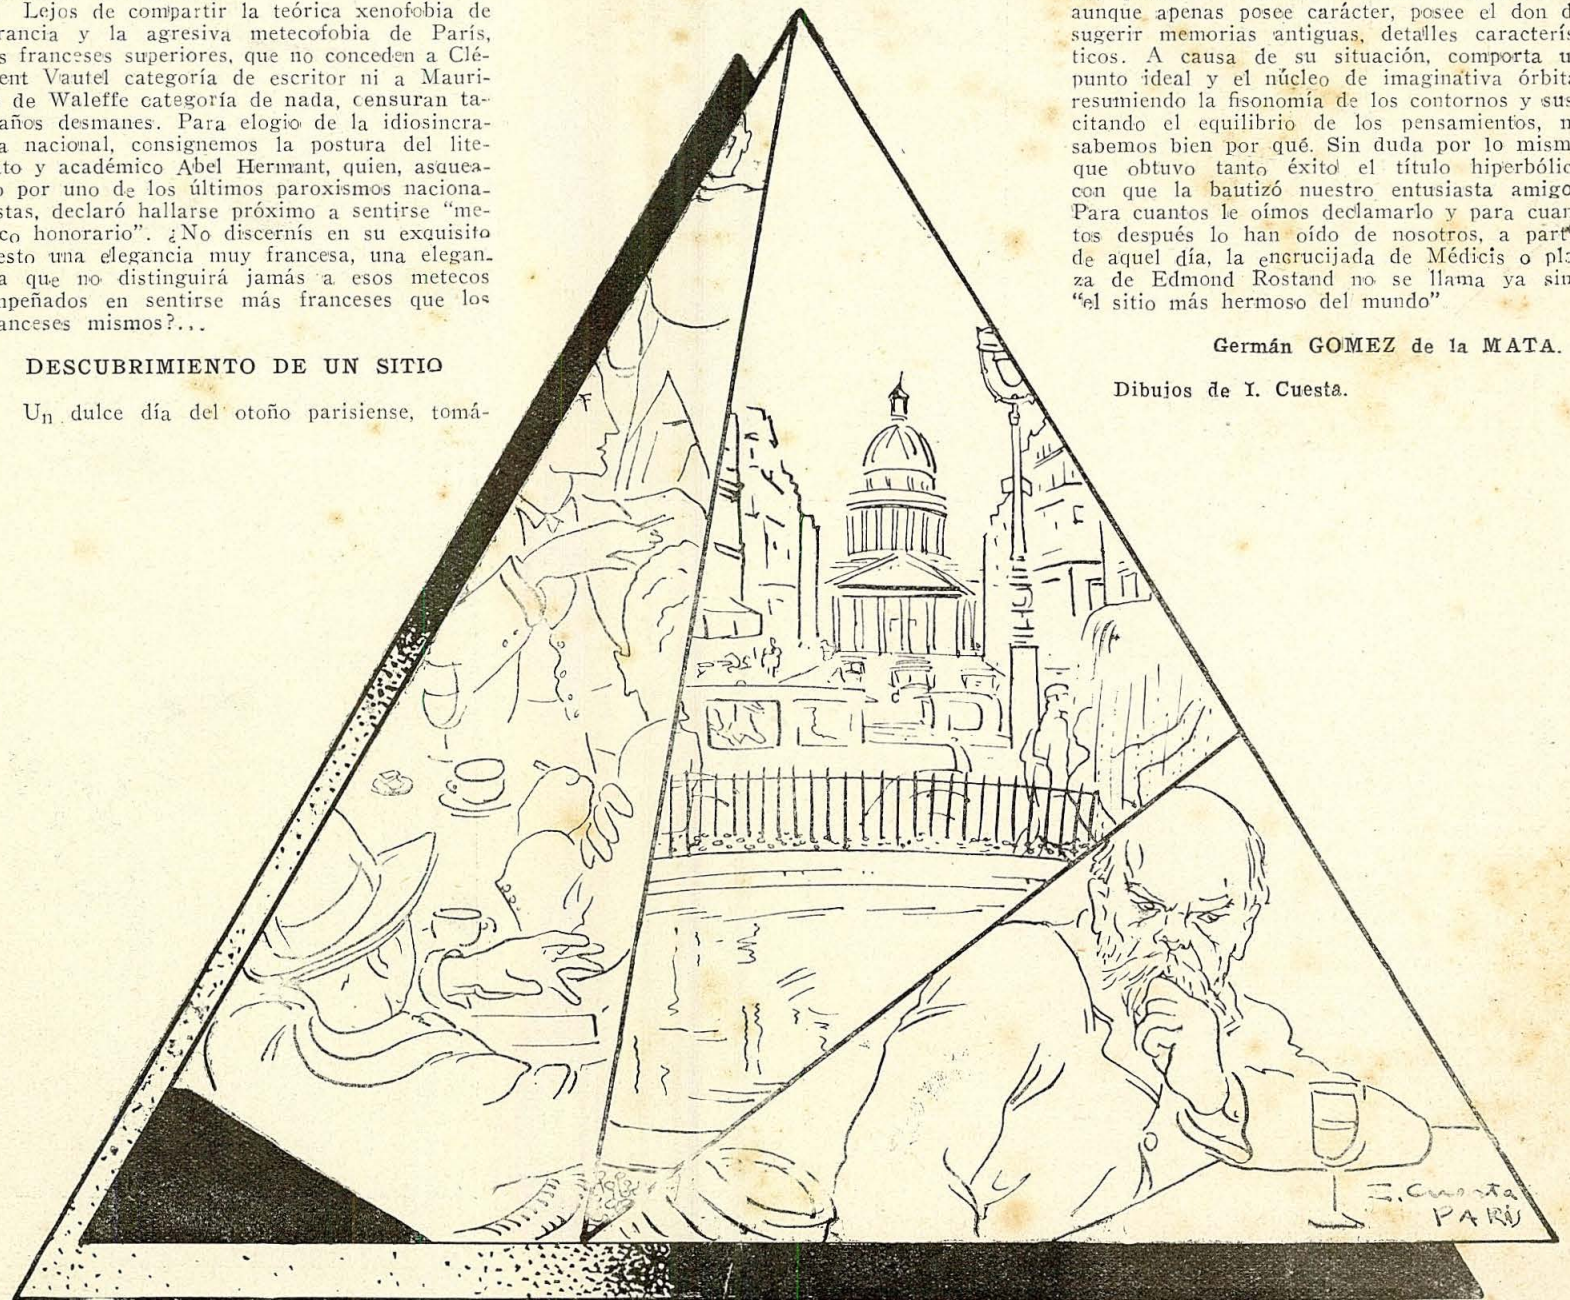 Lejos de compartir la teórica xenofobia de
rancia y la agresiva metecofobia de París,
s franceses superiores, que no conceden a Clé-
ent Vautel categoría de escritor ni a Mauri-
de Waleffe categoría de nada, censuran ta-
años desmanes. Para elogio de la idiosincra-
a nacional, consignemos la postura del lite-
to y académico Abel Hermant, quien, asquea-
o por uno de los últimos paroxismos naciona-
stas, declaró hallarse próximo a sentirse “me-
co honorario”. ¿No discernís en su exquisito
esto una elegancia muy francesa, una elegan-
a que no distinguirá jamás a esos metecos
npeñados en sentirse más franceses que los
anceses mismos?...
DESCUBRIMIENTO DE UN SITIO
Un dulce día del otoño parisiense, tomá-
aunque apenas posee carácter, posee el don d
sugerir memorias antiguas, detalles caracterís
ticos. A causa de su situación, comporta u
punto ideal y el núcleo de imaginativa órbita
resumiendo la fisonomía de los contornos y sus
citando el equilibrio de los pensamientos, n
sabemos bien por qué. Sin duda por lo mism
que obtuvo tanto éxito el título hiperbólic
con que la bautizó nuestro entusiasta amigo
Para cuantos le oímos declamarlo y para cuan
tos después lo han oído de nosotros, a part
de aquel día, la encrucijada de Médicis o pla
za de Edmond Rostand no se llama ya sin
“el sitio más hermoso del mundo”
Germán GOMEZ de la MATA.
Dibujos de I. Cuesta.
I. Cuesta
PARÍS